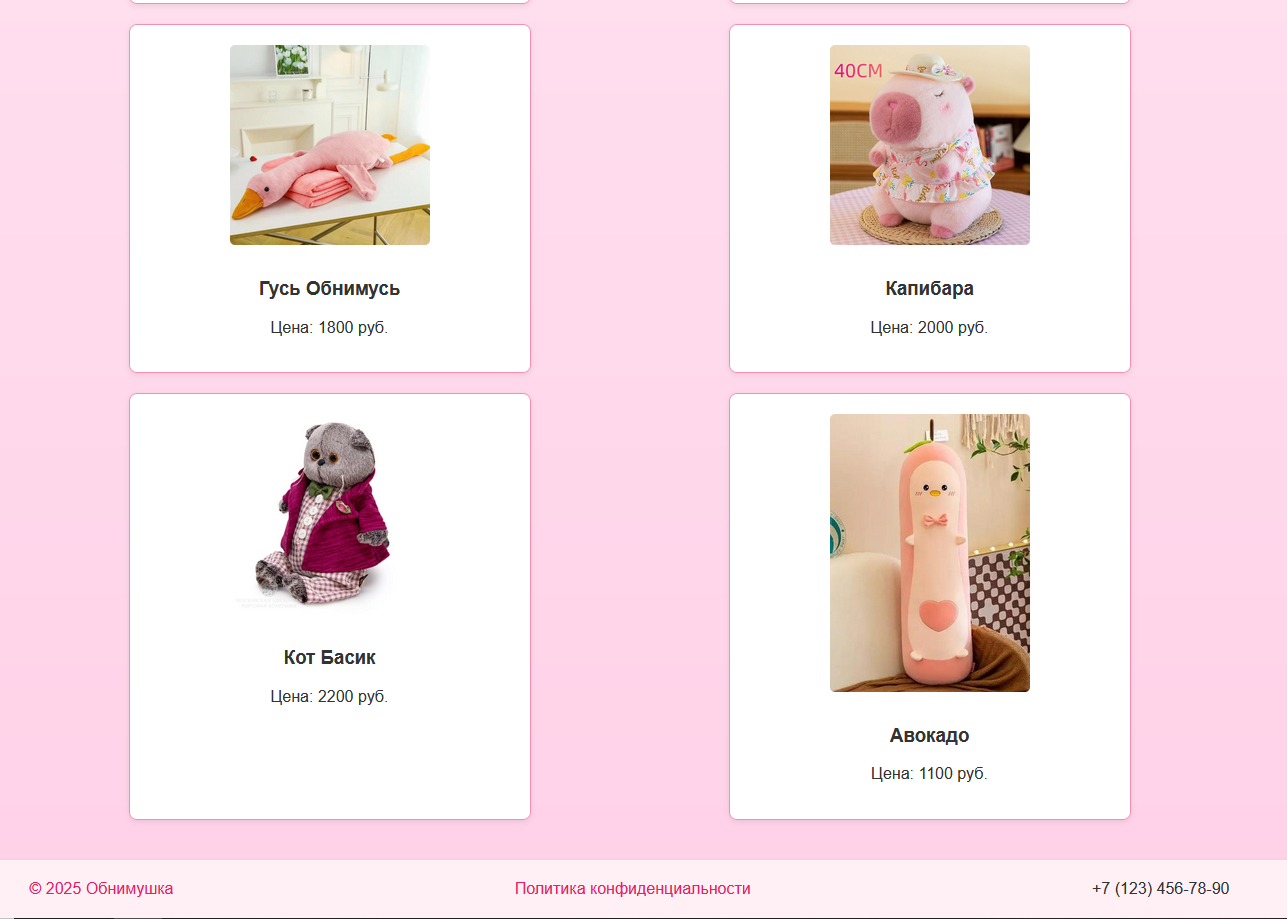 40CM
Гусь Обнимусь
Капибара
Цена: 1800 руб.
Цена: 2000 руб.
Кот Басик
Цена: 2200 руб.
Авокадо
Цена: 1100 руб.
© 2025 Обнимушка
Политика конфиденциальности
+7 (123) 456-78-90